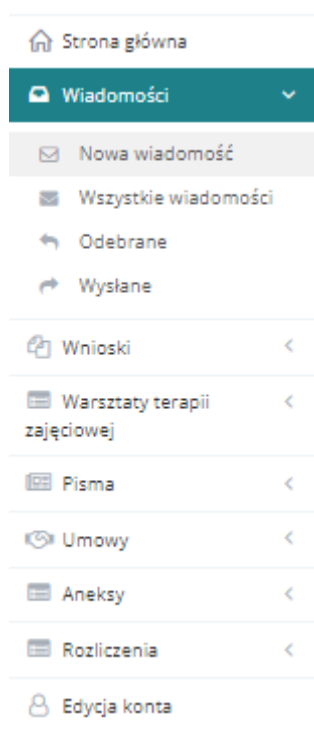 Strona główna
Wiadomości
Nowa wiadomość
Wszystkie wiadomości
Odebrane
Wysłane
Wnioski
Warsztaty terapii
zajęciowej
Pisma
Umowy
Aneksy
Rozliczenia
Edycja konta